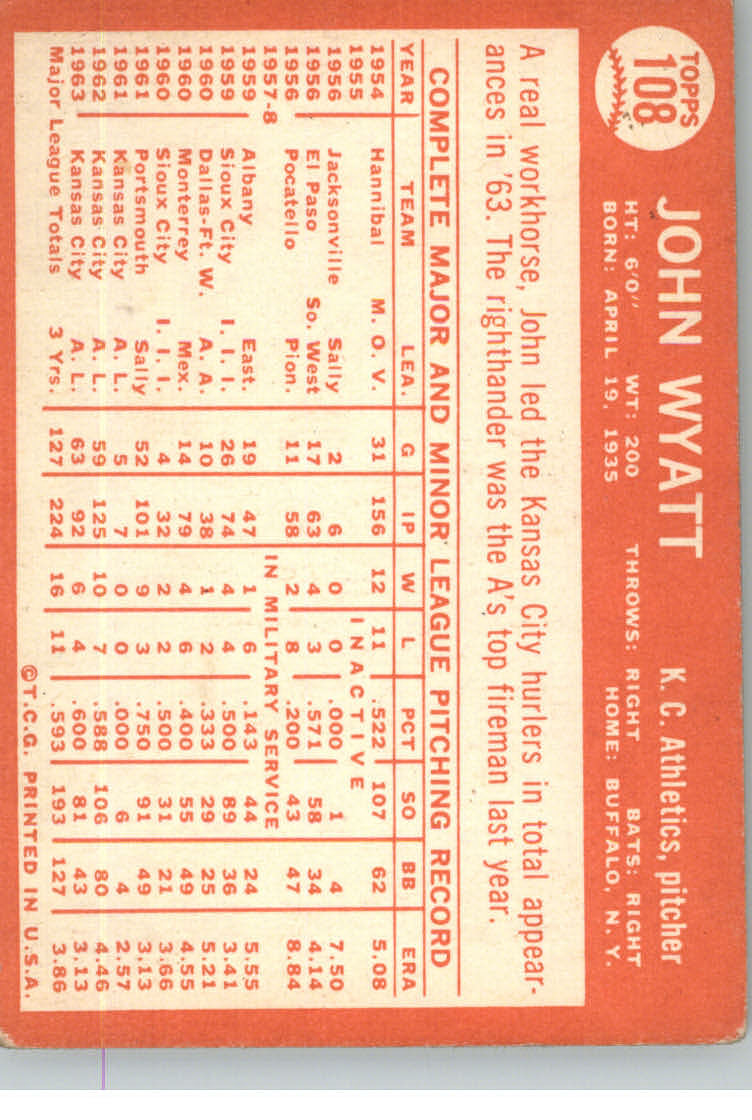 TOPPS
108
JOHN WYATT
K. C. Athletics, pitcher
HT: 6'0" WT: 200 THROWS: RIGHT BATS: RIGHT
BORN: APRIL 19, 1935 HOME: BUFFALO, N. Y.
A real workhorse, John led the Kansas City hurlers in total appear-
ances in '63. The righthander was the A's top fireman last year.
COMPLETE MAJOR AND MINOR LEAGUE PITCHING RECORD
YEAR TEAM LEA. G IP W L PCT SO BB ERA
1954 Hannibal M. O. V. 31 156 12 11 .522 107 62 5.08
1955 INACTIVE
1956 Jacksonville Sally 2 6 0 0 .000 1 4 7.50
1956 El Paso So. West 17 63 4 3 .571 58 34 4.14
1956 Pocatello Pion. 11 58 2 8 .200 43 47 8.84
1957-8 IN MILITARY SERVICE
1959 Albany East. 19 47 1 6 .143 44 24 5.55
1959 Sioux City I. I. I. 26 74 4 4 .500 89 36 3.41
1960 Dallas-Ft. W. A. A. 10 38 1 2 .333 29 25 5.21
1960 Monterrey Mex. 14 79 4 6 .400 55 49 4.55
1960 Sioux City I. I. I. 4 32 2 2 .500 31 21 3.66
1961 Portsmouth Sally 52 101 9 3 .750 91 49 3.13
1961 Kansas City A. L. 5 7 0 0 .000 6 4 2.57
1962 Kansas City A. L. 59 125 10 7 .588 106 80 4.46
1963 Kansas City A. L. 63 92 6 4 .600 81 43 3.13
Major League Totals 3 Yrs. 127 224 16 11 .593 193 127 3.86
©T.C.G. PRINTED IN U.S.A.